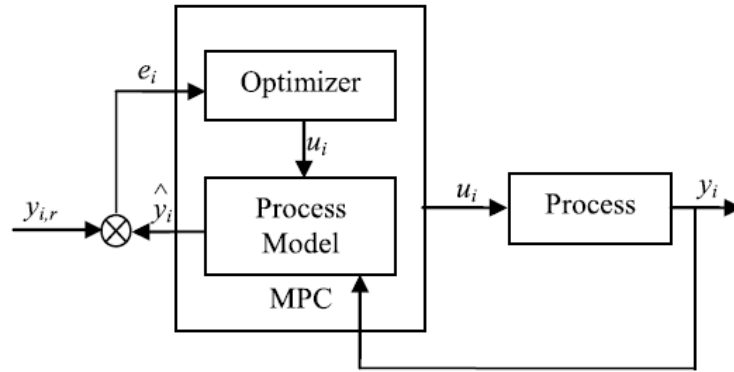 Optimizer
e_i
u_i
y_{i,r}
ŷ_i
Process
Model
MPC
u_i
Process
y_i